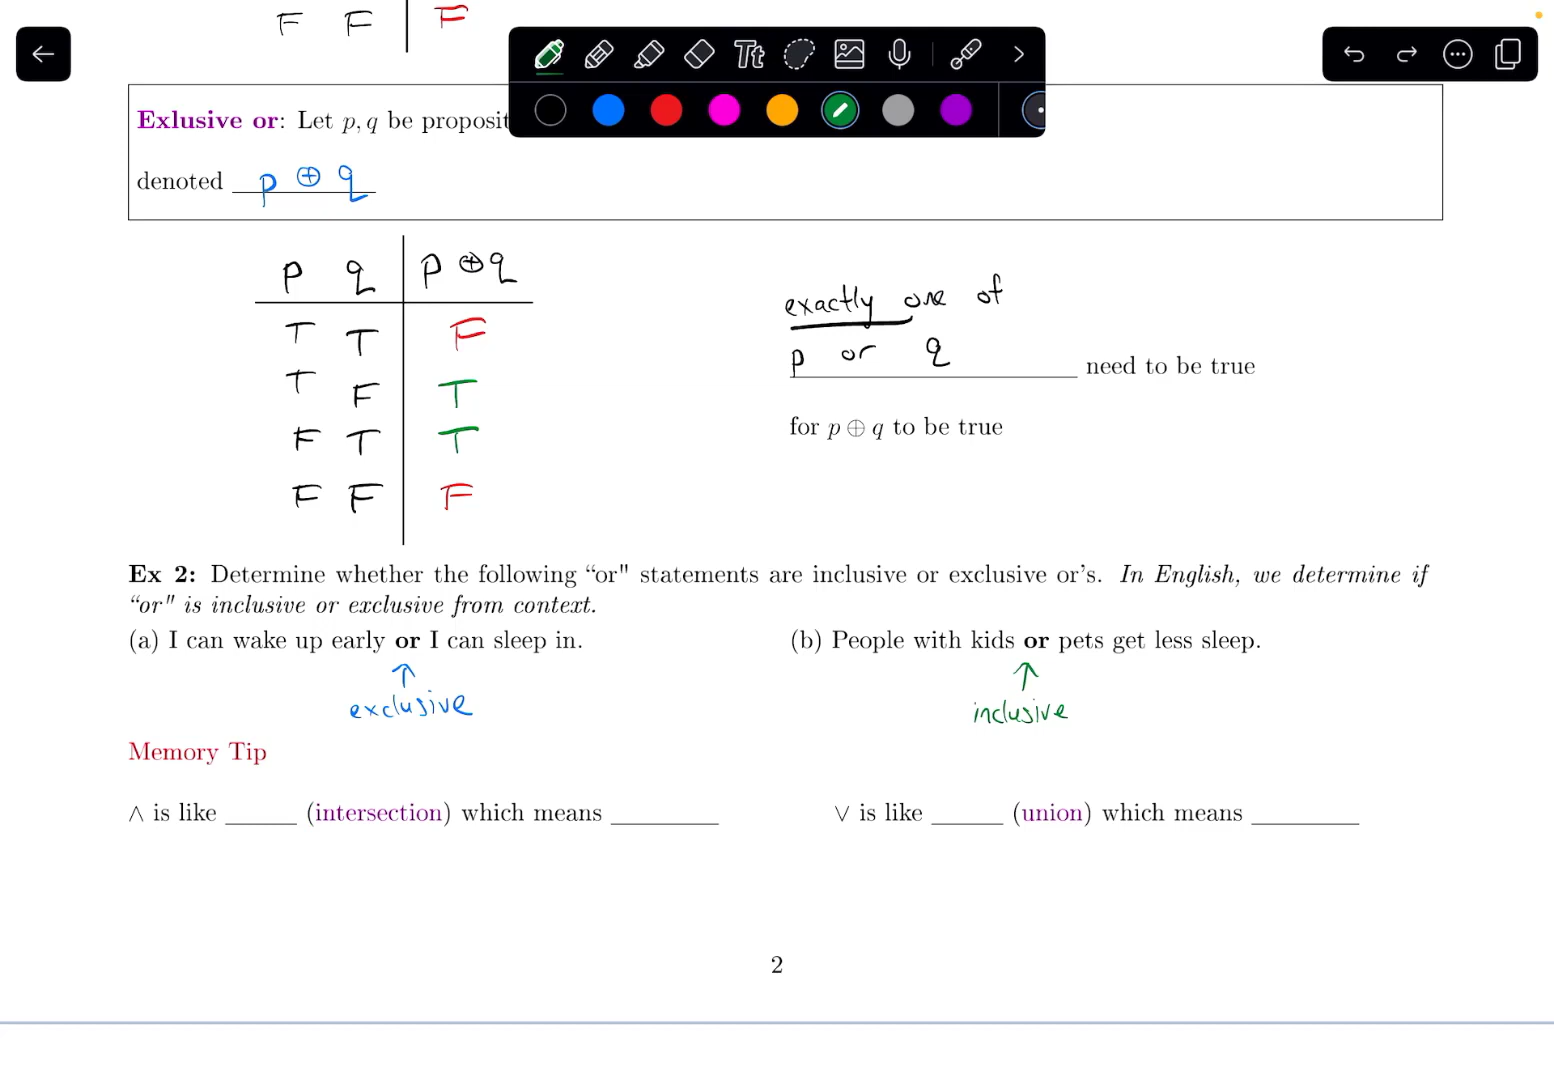 F F F
Tt
Exlusive or: Let p, q be proposit
denoted p ⊕ q
p q p ⊕ q
T T F
T F T
F T T
F F F
exactly one of
p or q need to be true
for p ⊕ q to be true
Ex 2: Determine whether the following “or" statements are inclusive or exclusive or’s. In English, we determine if
“or" is inclusive or exclusive from context.
(a) I can wake up early or I can sleep in.
↑
exclusive
(b) People with kids or pets get less sleep.
↑
inclusive
Memory Tip
∧ is like ______ (intersection) which means _________
∨ is like ______ (union) which means _________
2